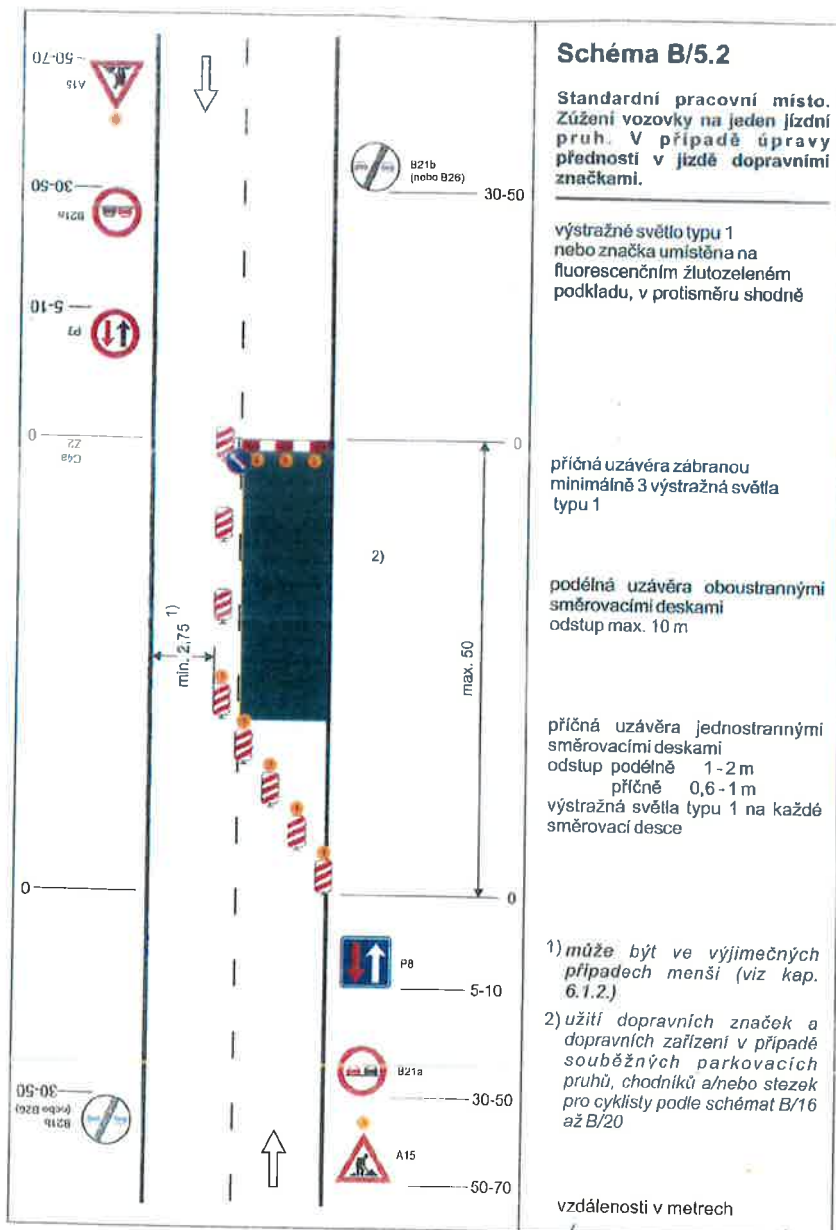 Schéma B/5.2
Standardní pracovní místo.
Zúžení vozovky na jeden jízdní
pruh. V případě úpravy
přednosti v jízdě dopravními
značkami.
výstražné světlo typu 1
nebo značka umístěna na
fluorescenčním žlutozeleném
podkladu, v protisměru shodně
příčná uzávěra zábranou
minimálně 3 výstražná světla
typu 1
podélná uzávěra oboustrannými
směrovacími deskami
odstup max. 10 m
příčná uzávěra jednostrannými
směrovacími deskami
odstup podélně 1-2 m
příčně 0,6-1 m
výstražná světla typu 1 na každé
směrovací desce
1) může být ve výjimečných
případech menší (viz kap.
6.1.2.)
2) užití dopravních značek a
dopravních zařízení v případě
souběžných parkovacích
pruhů, chodníků a/nebo stezek
pro cyklisty podle schémat B/16
až B/20
vzdálenosti v metrech
50-70
A15
30-50
B21a
5-10
P7
0
Z2
C4a
B21b
(nebo B26)
30-50
0
2)
min. 2,75 1)
max. 50
0
0
P8
5-10
B21a
30-50
A15
50-70
30-50
B21b
(nebo B26)